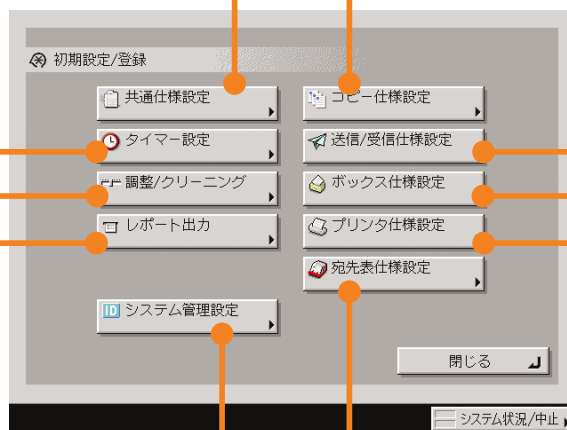 初期設定/登録
共通仕様設定
コピー仕様設定
タイマー設定
送信/受信仕様設定
調整/クリーニング
ボックス仕様設定
レポート出力
プリンタ仕様設定
宛先表仕様設定
ID システム管理設定
閉じる
システム状況/中止